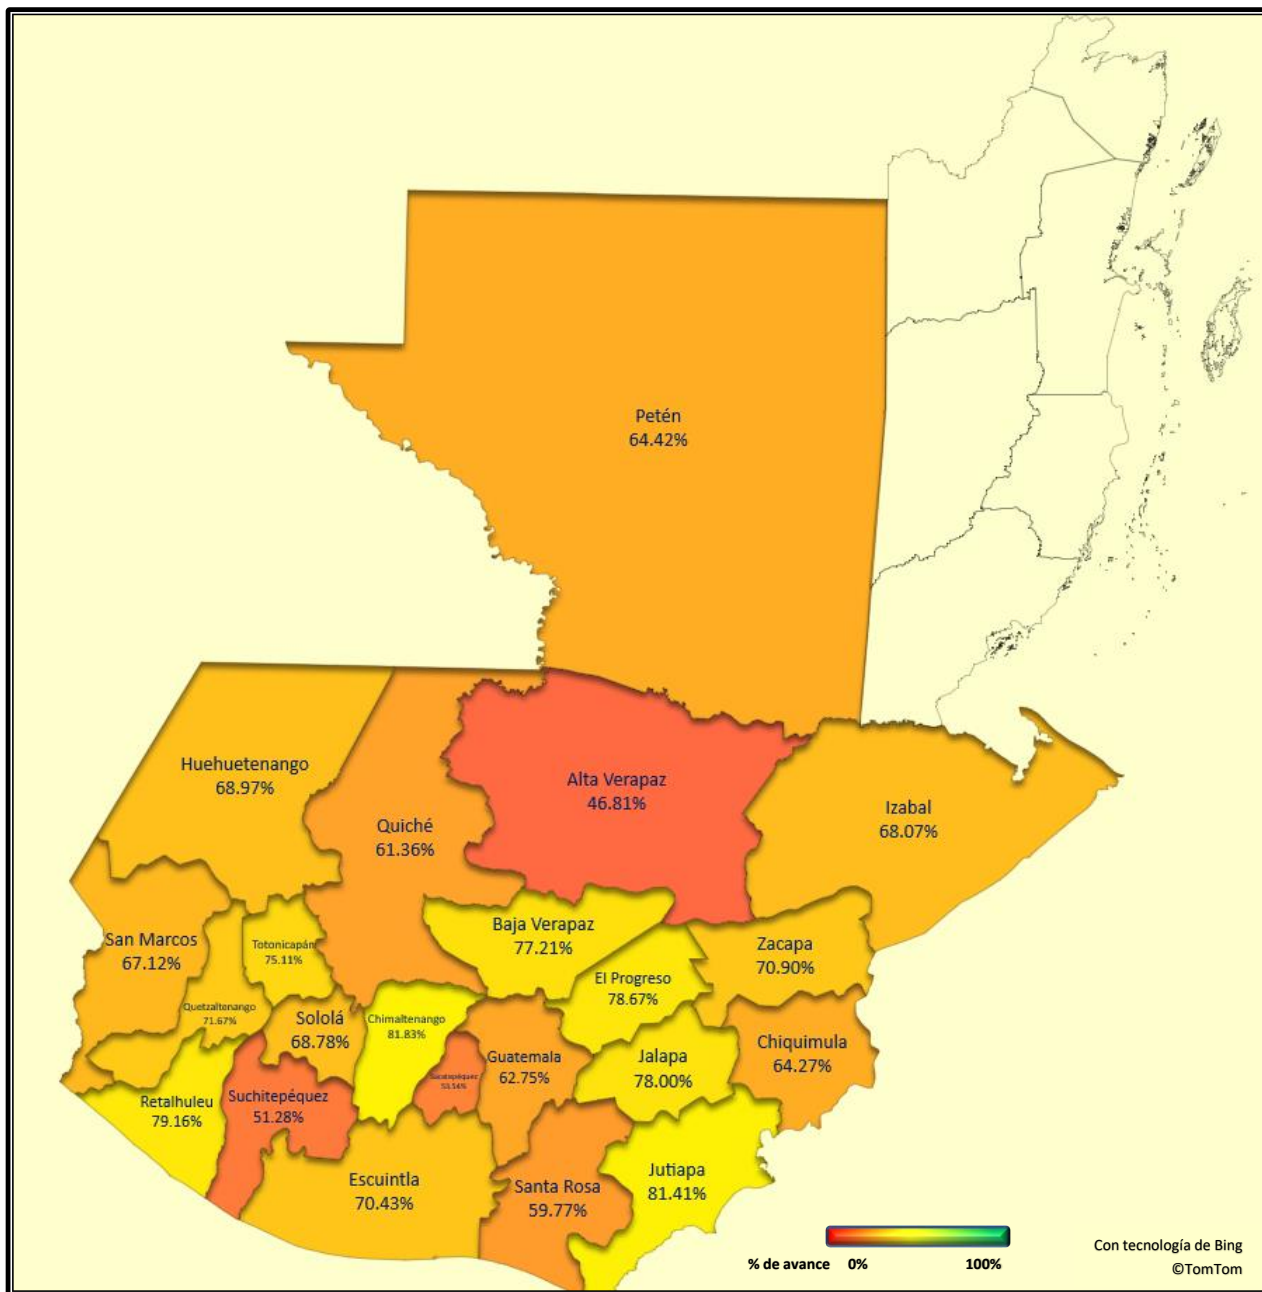 Petén
64.42%
Huehuetenango
68.97%
Alta Verapaz
46.81%
Izabal
68.07%
Quiché
61.36%
San Marcos
67.12%
Totonicapán
75.11%
Baja Verapaz
77.21%
Zacapa
70.90%
El Progreso
78.67%
Quetzaltenango
71.67%
Sololá
68.78%
Chimaltenango
81.83%
Guatemala
62.75%
Jalapa
78.00%
Chiquimula
64.27%
Retalhuleu
79.16%
Suchitepéquez
51.28%
Escuintla
70.43%
Santa Rosa
59.77%
Jutiapa
81.41%
% de avance 0% 100%
Con tecnología de Bing
©TomTom